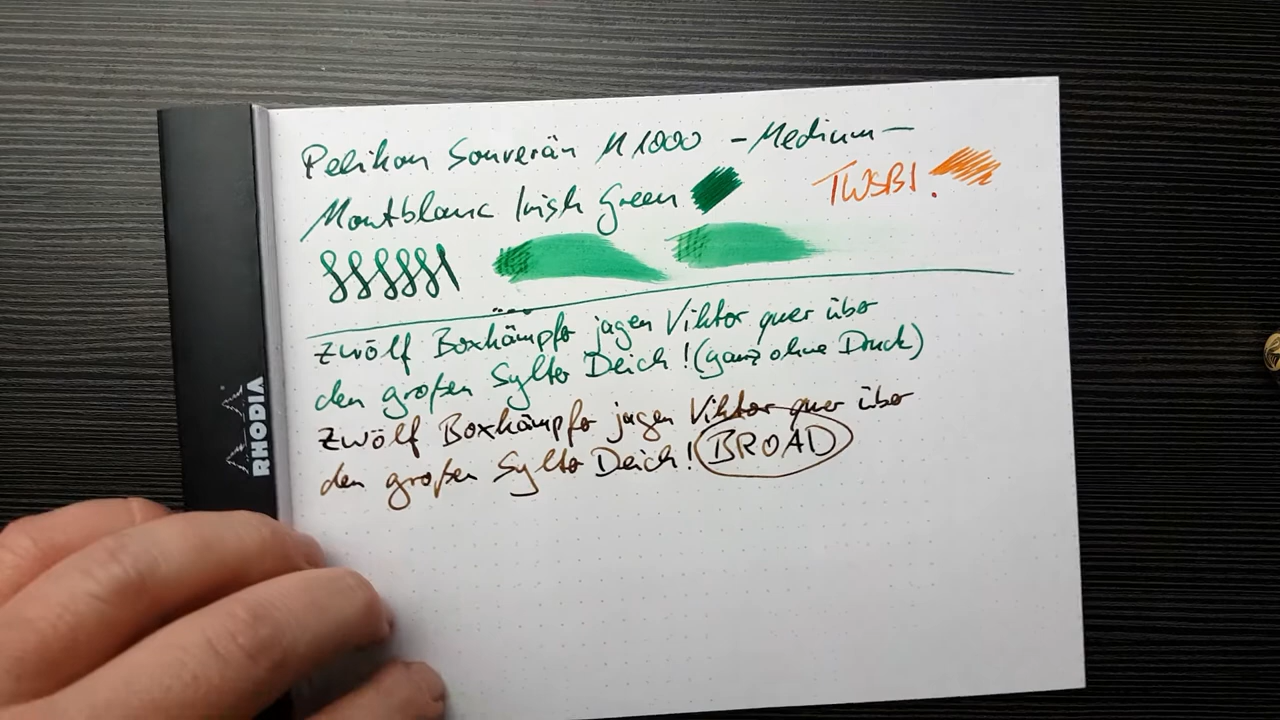 Pelikan Souverän M1000 – Medium –
Montblanc Irish Green
TWSBI.
Zwölf Boxkämpfer jagen Viktor quer über
den großen Sylter Deich! (ganz ohne Druck)
Zwölf Boxkämpfer jagen Viktor quer über
den großen Sylter Deich! BROAD
RHODIA